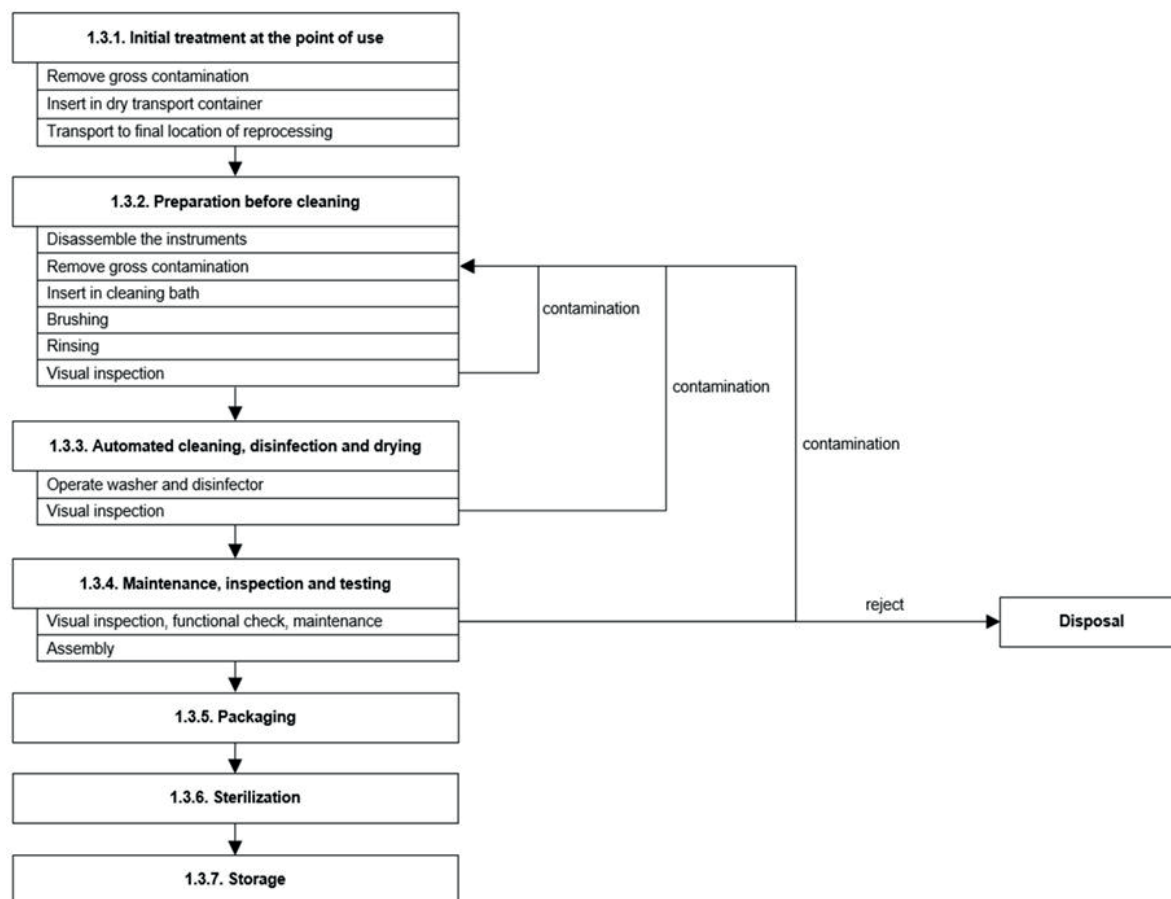 1.3.1. Initial treatment at the point of use
Remove gross contamination
Insert in dry transport container
Transport to final location of reprocessing
1.3.2. Preparation before cleaning
Disassemble the instruments
Remove gross contamination
Insert in cleaning bath
Brushing
Rinsing
Visual inspection
contamination
contamination
contamination
1.3.3. Automated cleaning, disinfection and drying
Operate washer and disinfector
Visual inspection
1.3.4. Maintenance, inspection and testing
Visual inspection, functional check, maintenance
Assembly
reject
Disposal
1.3.5. Packaging
1.3.6. Sterilization
1.3.7. Storage